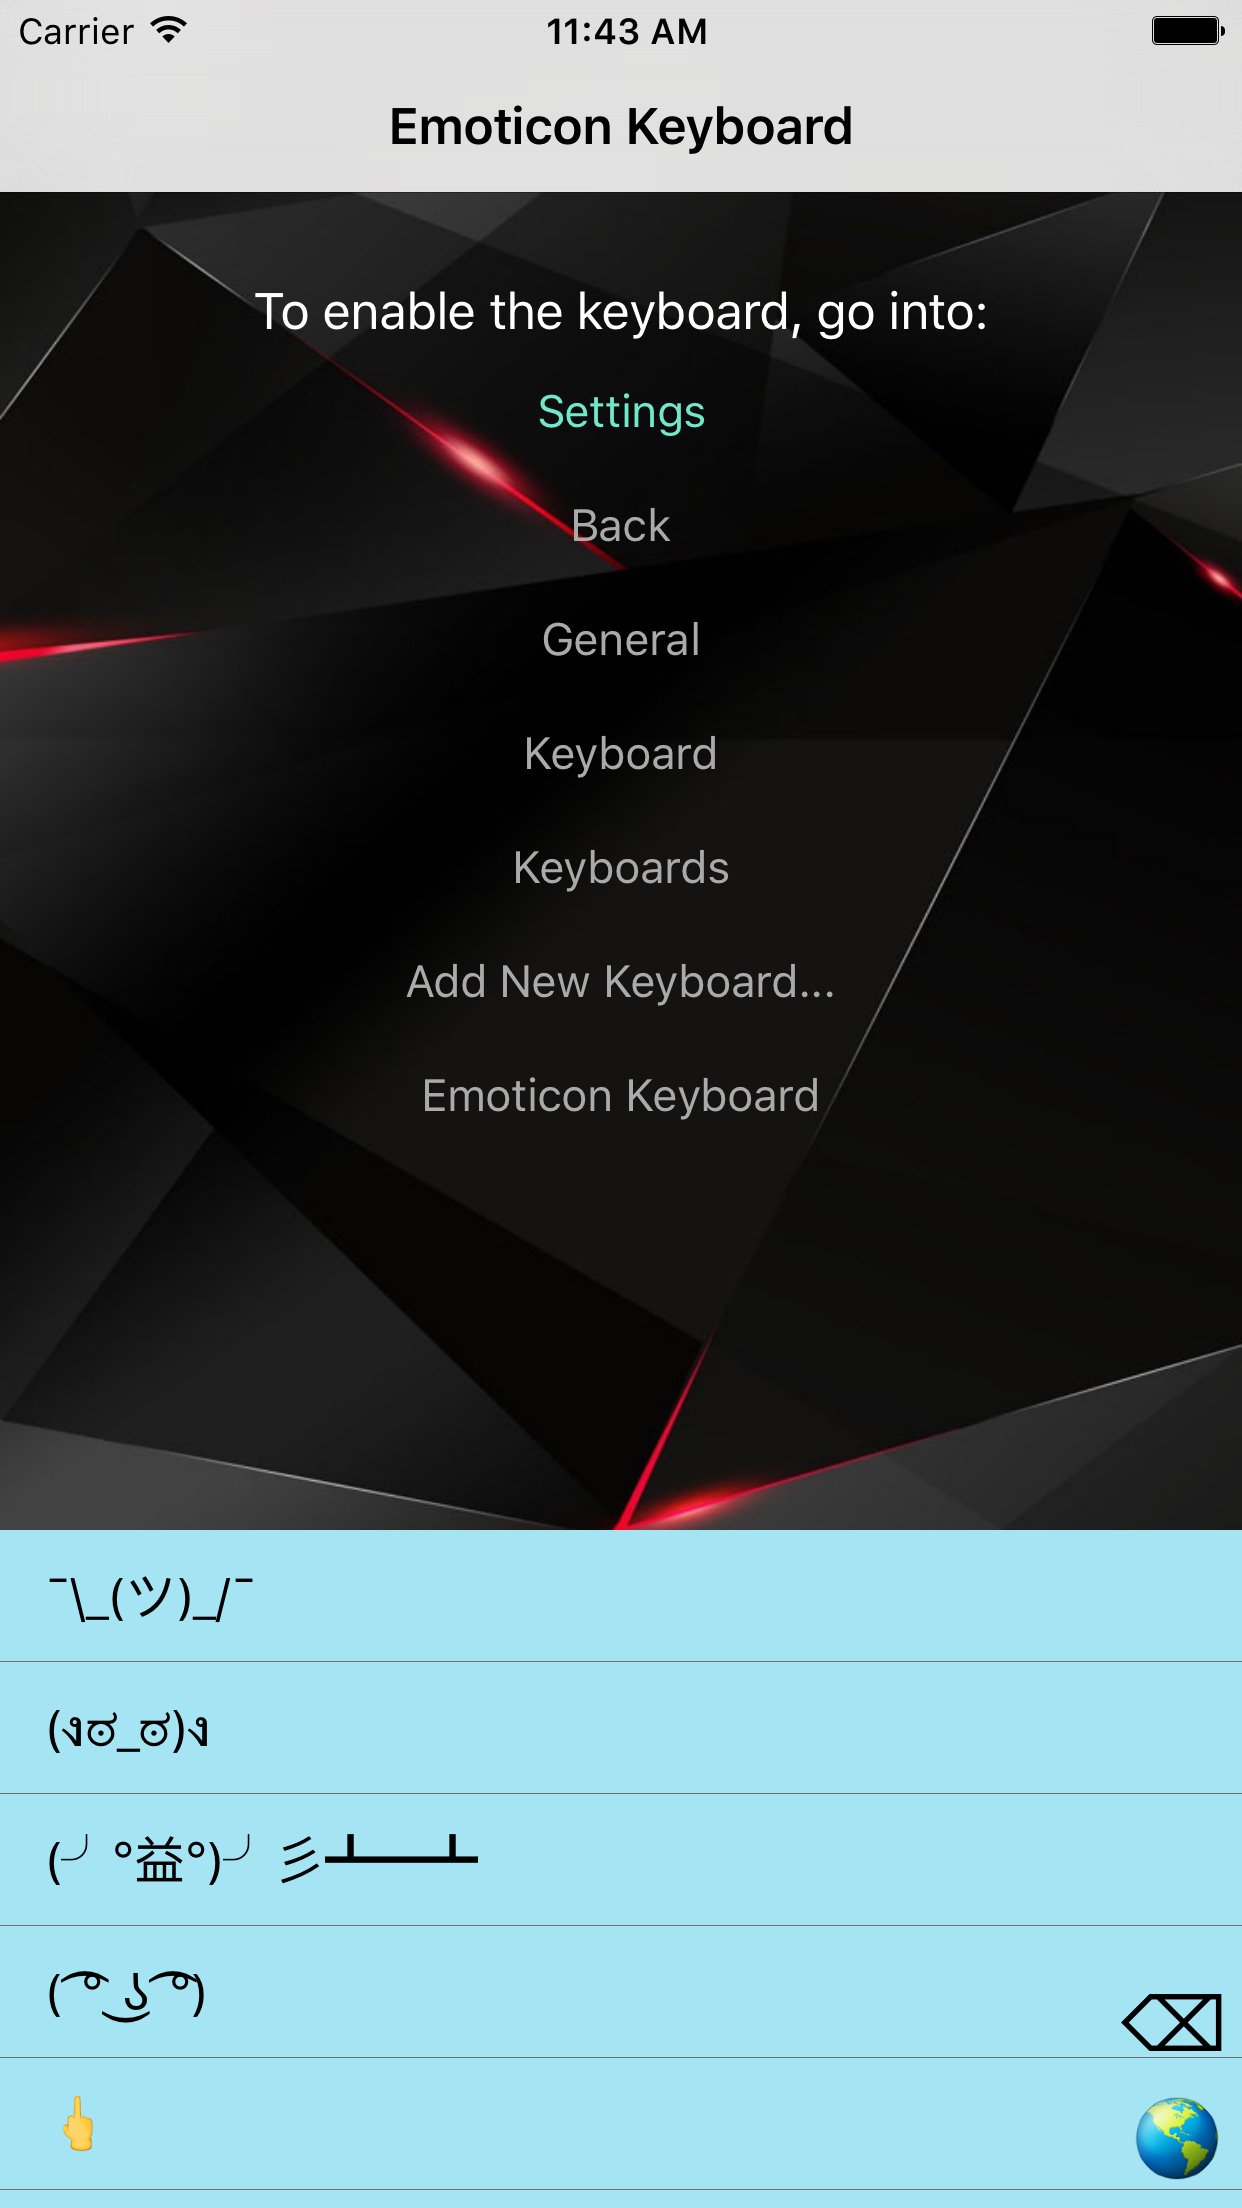 Carrier 11:43 AM
Emoticon Keyboard
To enable the keyboard, go into:
Settings
Back
General
Keyboard
Keyboards
Add New Keyboard...
Emoticon Keyboard
¯\_(ツ)_/¯
(ง ಠ_ಠ)ง
(╯°益°)╯彡┻━┻
( ͡° ͜ʖ ͡°)
🖕